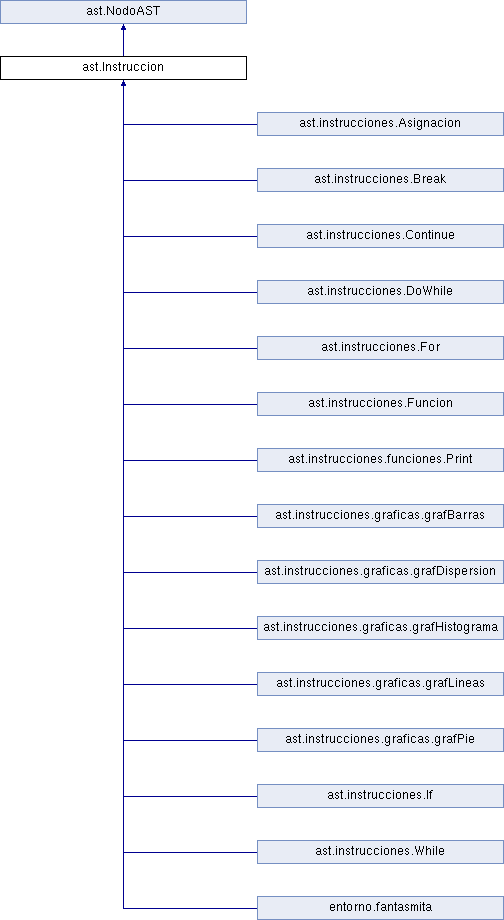 ast.NodoAST
ast.Instruccion
ast.instrucciones.Asignacion
ast.instrucciones.Break
ast.instrucciones.Continue
ast.instrucciones.DoWhile
ast.instrucciones.For
ast.instrucciones.Funcion
ast.instrucciones.funciones.Print
ast.instrucciones.graficas.grafBarras
ast.instrucciones.graficas.grafDispersion
ast.instrucciones.graficas.grafHistograma
ast.instrucciones.graficas.grafLineas
ast.instrucciones.graficas.grafPie
ast.instrucciones.If
ast.instrucciones.While
entorno.fantasmita